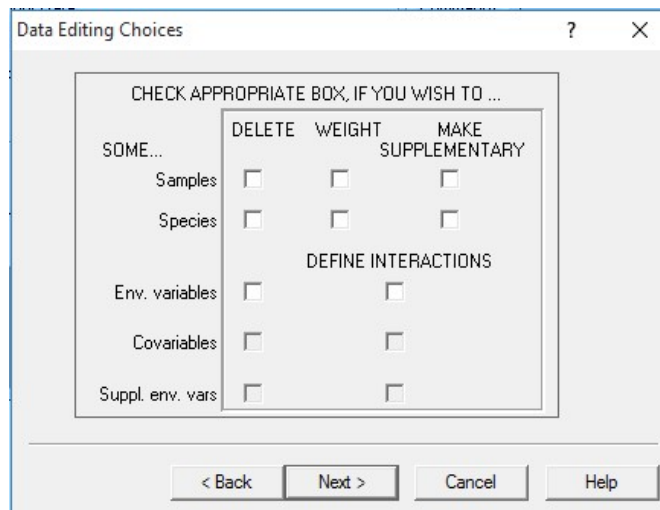 Data Editing Choices ? X
CHECK APPROPRIATE BOX, IF YOU WISH TO ...
DELETE WEIGHT MAKE
SOME... SUPPLEMENTARY
Samples
Species
DEFINE INTERACTIONS
Env. variables
Covariables
Suppl. env. vars
< Back Next > Cancel Help